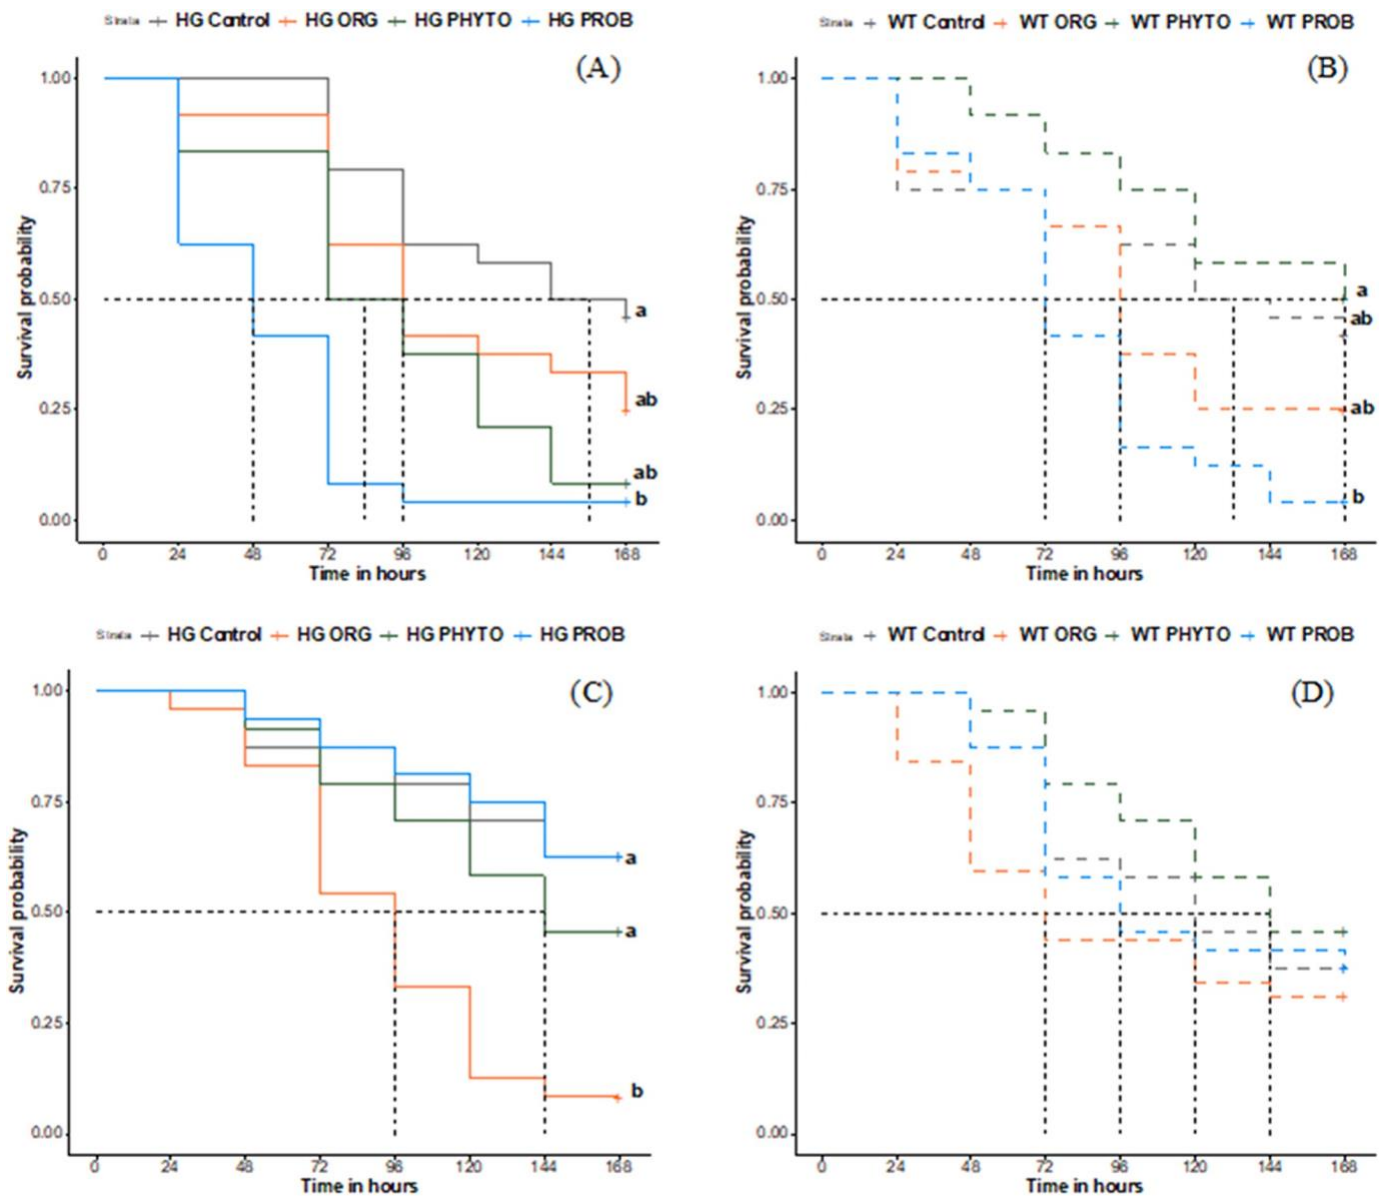 Strata HG Control HG ORG HG PHYTO HG PROB
(A)
1.00
0.75
0.50
0.25
0.00
Survival probability
a
ab
ab
b
0 24 48 72 96 120 144 168
Time in hours
Strata WT Control WT ORG WT PHYTO WT PROB
(B)
1.00
0.75
0.50
0.25
0.00
Survival probability
a
ab
ab
b
0 24 48 72 96 120 144 168
Time in hours
Strata HG Control HG ORG HG PHYTO HG PROB
(C)
1.00
0.75
0.50
0.25
0.00
Survival probability
a
a
b
0 24 48 72 96 120 144 168
Time in hours
Strata WT Control WT ORG WT PHYTO WT PROB
(D)
1.00
0.75
0.50
0.25
0.00
Survival probability
0 24 48 72 96 120 144 168
Time in hours